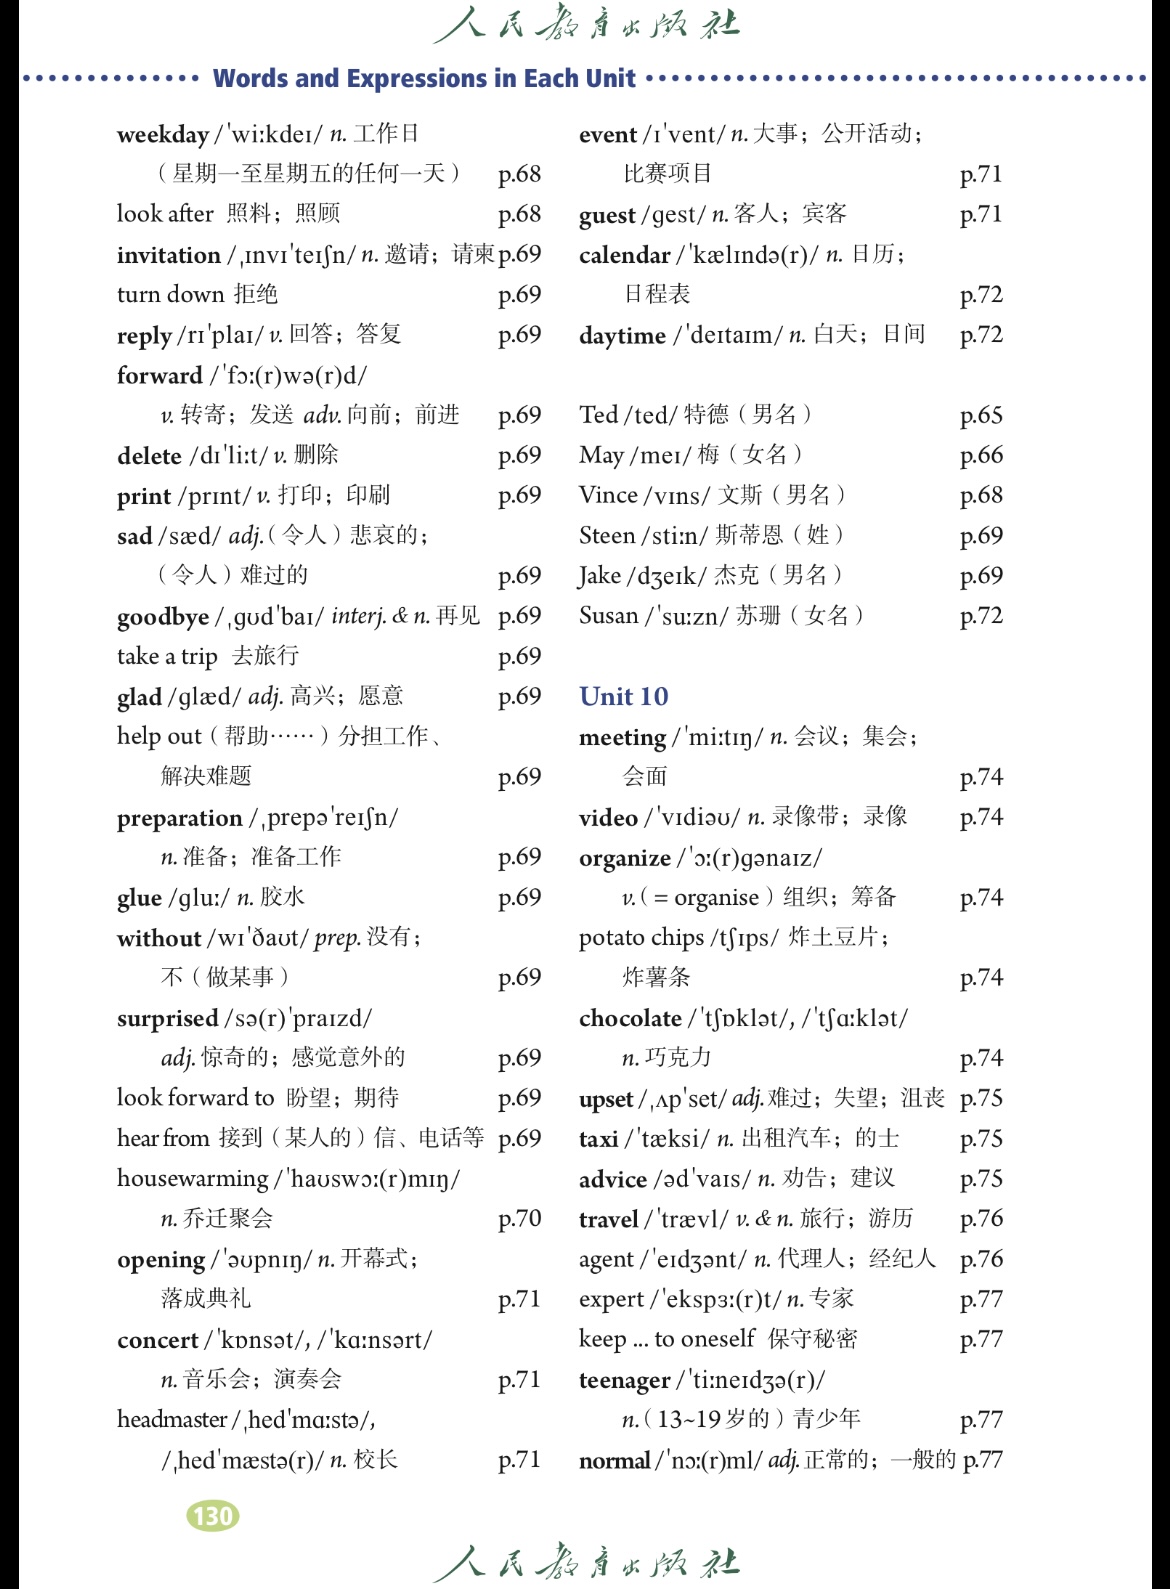 人民教育出版社
Words and Expressions in Each Unit
weekday /ˈwiːkdeɪ/ n. 工作日
（星期一至星期五的任何一天） p.68
look after 照料；照顾 p.68
invitation /ˌɪnvɪˈteɪʃn/ n. 邀请；请柬 p.69
turn down 拒绝 p.69
reply /rɪˈplaɪ/ v. 回答；答复 p.69
forward /ˈfɔː(r)wə(r)d/
v. 转寄；发送 adv. 向前；前进 p.69
delete /dɪˈliːt/ v. 删除 p.69
print /prɪnt/ v. 打印；印刷 p.69
sad /sæd/ adj.（令人）悲哀的；
（令人）难过的 p.69
goodbye /ˌɡʊdˈbaɪ/ interj. & n. 再见 p.69
take a trip 去旅行 p.69
glad /ɡlæd/ adj. 高兴；愿意 p.69
help out（帮助……）分担工作、
解决难题 p.69
preparation /ˌprepəˈreɪʃn/
n. 准备；准备工作 p.69
glue /ɡluː/ n. 胶水 p.69
without /wɪˈðaʊt/ prep. 没有；
不（做某事） p.69
surprised /sə(r)ˈpraɪzd/
adj. 惊奇的；感觉意外的 p.69
look forward to 盼望；期待 p.69
hear from 接到（某人的）信、电话等 p.69
housewarming /ˈhaʊswɔː(r)mɪŋ/
n. 乔迁聚会 p.70
opening /ˈəʊpnɪŋ/ n. 开幕式；
落成典礼 p.71
concert /ˈkɒnsət/, /ˈkɑːnsərt/
n. 音乐会；演奏会 p.71
headmaster /ˌhedˈmɑːstə/,
/ˌhedˈmæstə(r)/ n. 校长 p.71
event /ɪˈvent/ n. 大事；公开活动；
比赛项目 p.71
guest /ɡest/ n. 客人；宾客 p.71
calendar /ˈkælɪndə(r)/ n. 日历；
日程表 p.72
daytime /ˈdeɪtaɪm/ n. 白天；日间 p.72
Ted /ted/ 特德（男名） p.65
May /meɪ/ 梅（女名） p.66
Vince /vɪns/ 文斯（男名） p.68
Steen /stiːn/ 斯蒂恩（姓） p.69
Jake /dʒeɪk/ 杰克（男名） p.69
Susan /ˈsuːzn/ 苏珊（女名） p.72
Unit 10
meeting /ˈmiːtɪŋ/ n. 会议；集会；
会面 p.74
video /ˈvɪdiəʊ/ n. 录像带；录像 p.74
organize /ˈɔː(r)ɡənaɪz/
v.（= organise）组织；筹备 p.74
potato chips /tʃɪps/ 炸土豆片；
炸薯条 p.74
chocolate /ˈtʃɒklət/, /ˈtʃɑːklət/
n. 巧克力 p.74
upset /ˌʌpˈset/ adj. 难过；失望；沮丧 p.75
taxi /ˈtæksi/ n. 出租汽车；的士 p.75
advice /ədˈvaɪs/ n. 劝告；建议 p.75
travel /ˈtrævl/ v. & n. 旅行；游历 p.76
agent /ˈeɪdʒənt/ n. 代理人；经纪人 p.76
expert /ˈekspɜː(r)t/ n. 专家 p.77
keep ... to oneself 保守秘密 p.77
teenager /ˈtiːneɪdʒə(r)/
n.（13~19岁的）青少年 p.77
normal /ˈnɔː(r)ml/ adj. 正常的；一般的 p.77
130
人民教育出版社